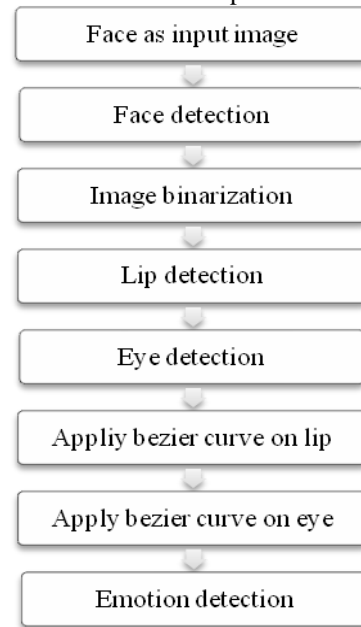 Face as input image
Face detection
Image binarization
Lip detection
Eye detection
Appliy bezier curve on lip
Apply bezier curve on eye
Emotion detection